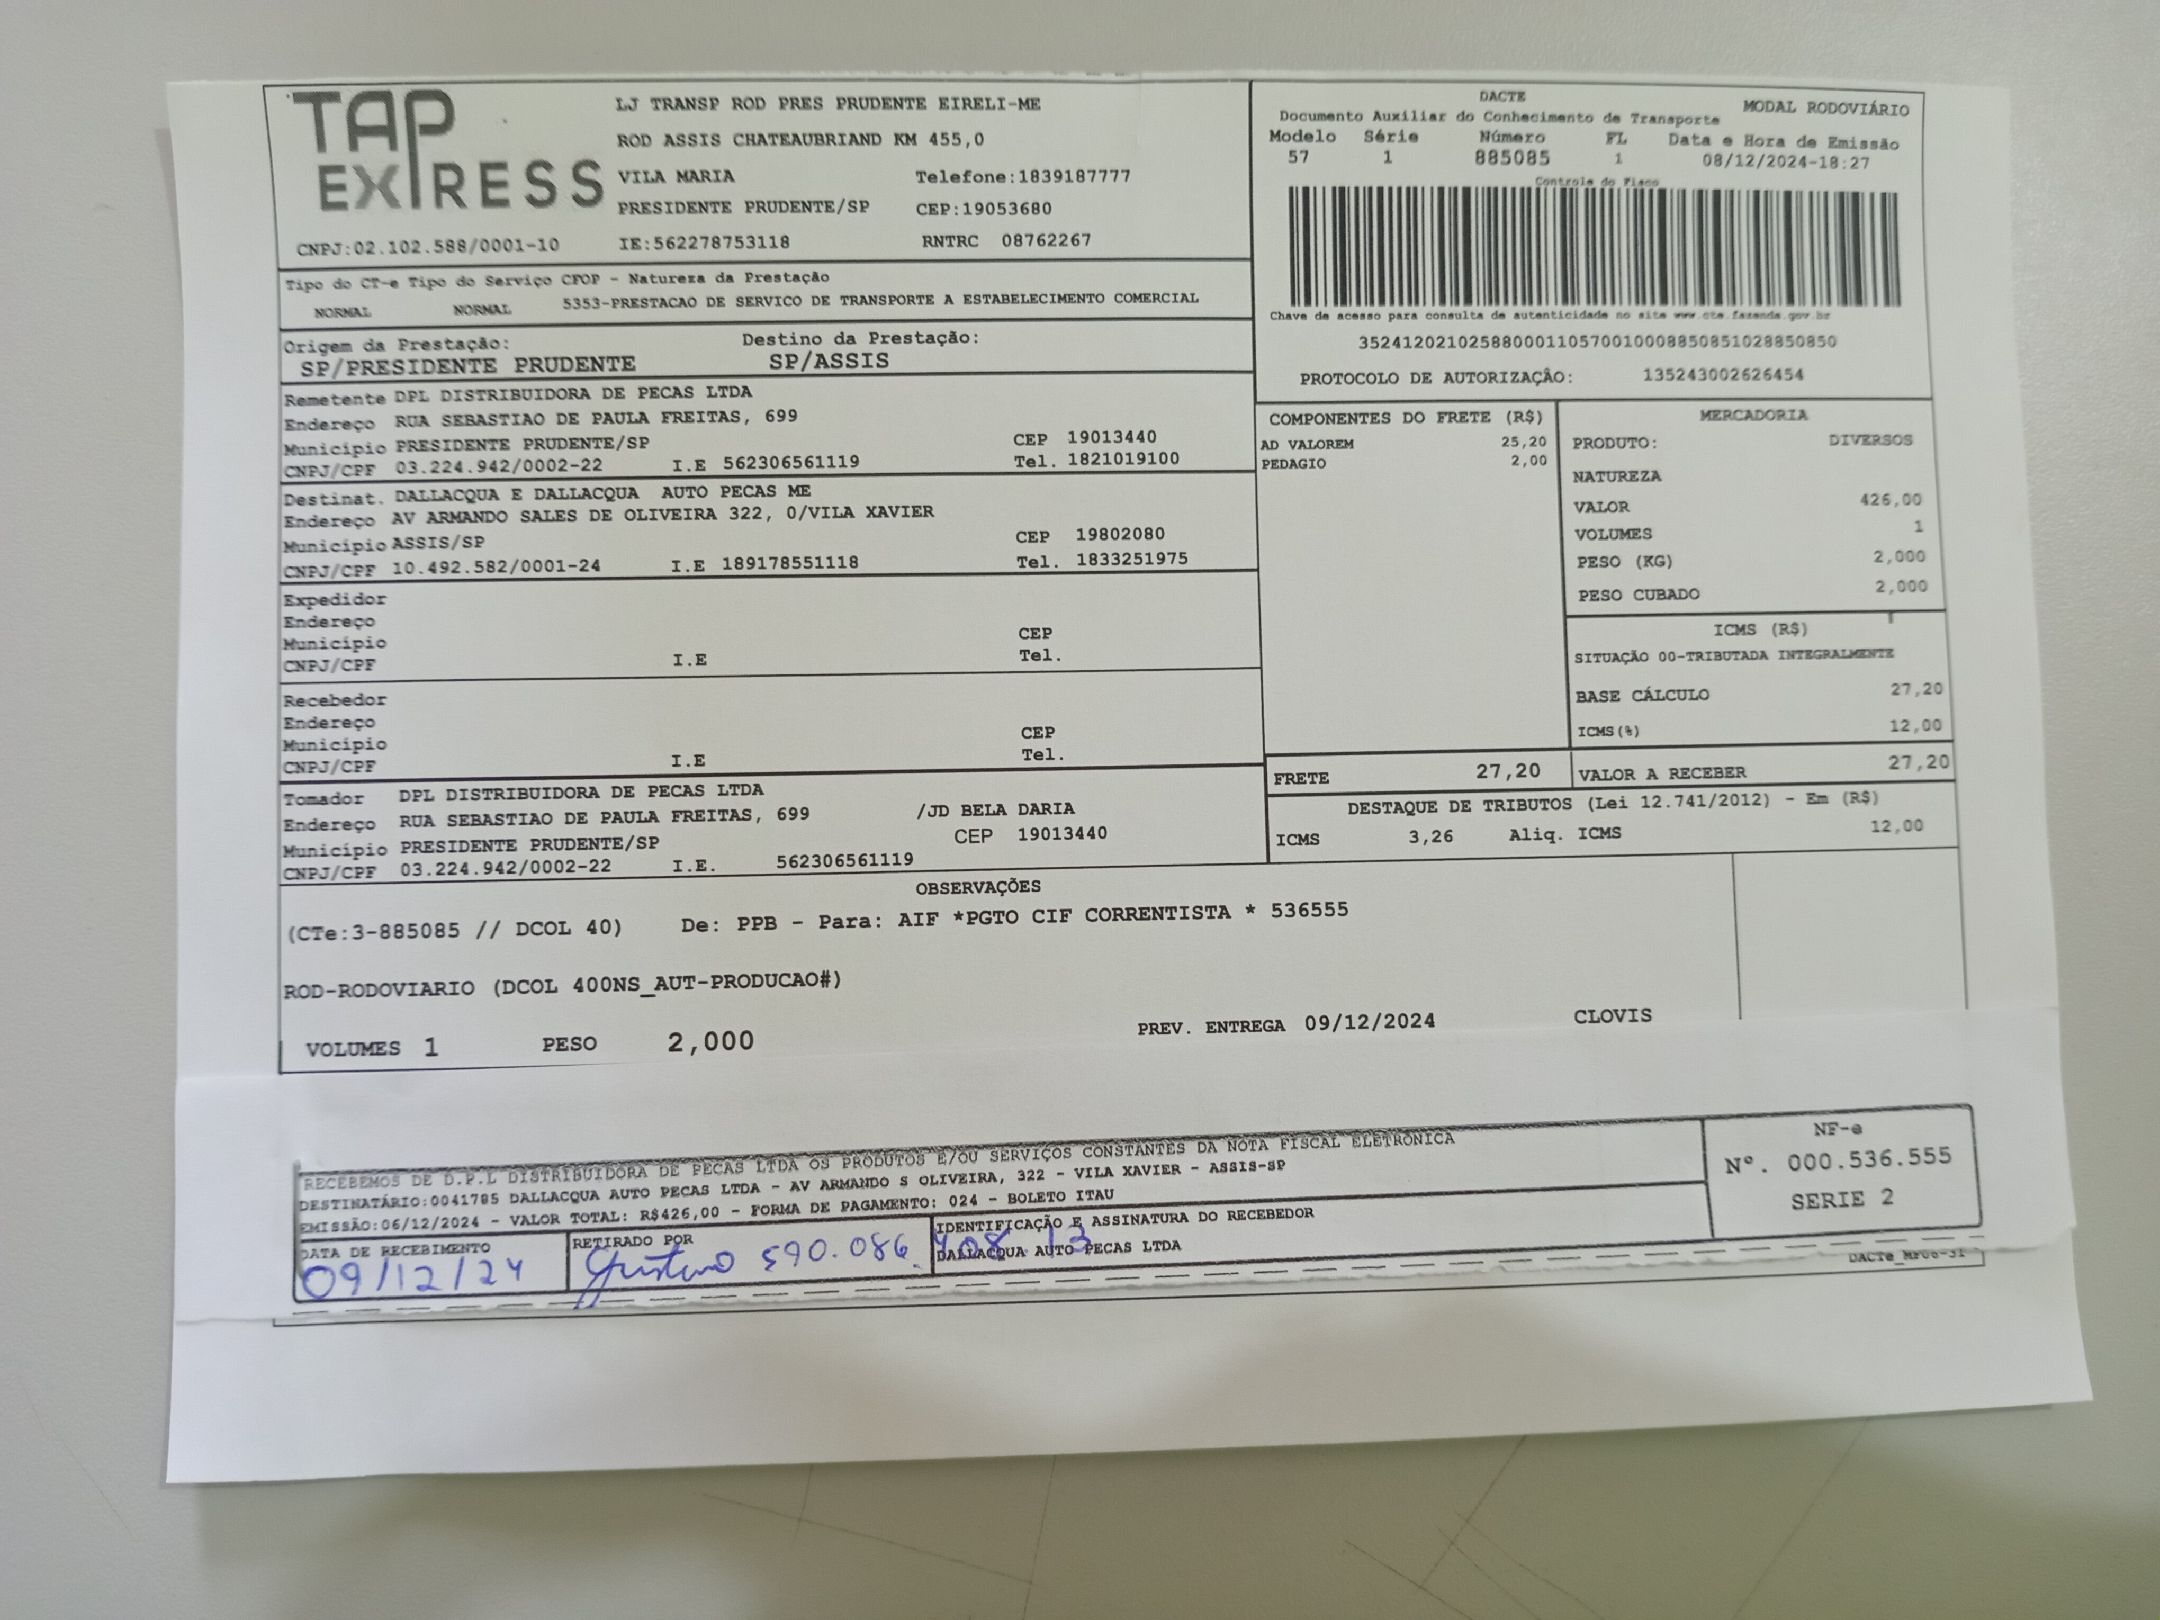 TAP EXPRESS
LJ TRANSP ROD PRES PRUDENTE EIRELI-ME
ROD ASSIS CHATEAUBRIAND KM 455,0
VILA MARIA Telefone:1839187777
PRESIDENTE PRUDENTE/SP CEP:19053680
CNPJ:02.102.588/0001-10 IE:562278753118 RNTRC 08762267
DACTE MODAL RODOVIÁRIO
Documento Auxiliar do Conhecimento de Transporte
Modelo Série Número FL Data e Hora de Emissão
57 1 885085 1 08/12/2024-18:27
Controle do Fisco
Chave de acesso para consulta de autenticidade no site www.cte.fazenda.gov.br
35241202102588000110570010008850851028850850
PROTOCOLO DE AUTORIZAÇÃO: 135243002626454
Tipo do CT-e Tipo do Serviço CFOP - Natureza da Prestação
NORMAL NORMAL 5353-PRESTACAO DE SERVICO DE TRANSPORTE A ESTABELECIMENTO COMERCIAL
Origem da Prestação: Destino da Prestação:
SP/PRESIDENTE PRUDENTE SP/ASSIS
Remetente DPL DISTRIBUIDORA DE PECAS LTDA
Endereço RUA SEBASTIAO DE PAULA FREITAS, 699
Município PRESIDENTE PRUDENTE/SP CEP 19013440
CNPJ/CPF 03.224.942/0002-22 I.E 562306561119 Tel. 1821019100
Destinat. DALLACQUA E DALLACQUA AUTO PECAS ME
Endereço AV ARMANDO SALES DE OLIVEIRA 322, 0/VILA XAVIER
Município ASSIS/SP CEP 19802080
CNPJ/CPF 10.492.582/0001-24 I.E 189178551118 Tel. 1833251975
Expedidor
Endereço
Município CEP
CNPJ/CPF I.E Tel.
Recebedor
Endereço
Município CEP
CNPJ/CPF I.E Tel.
Tomador DPL DISTRIBUIDORA DE PECAS LTDA
Endereço RUA SEBASTIAO DE PAULA FREITAS, 699 /JD BELA DARIA
Município PRESIDENTE PRUDENTE/SP CEP 19013440
CNPJ/CPF 03.224.942/0002-22 I.E. 562306561119
COMPONENTES DO FRETE (R$)
AD VALOREM 25,20
PEDAGIO 2,00
MERCADORIA
PRODUTO: DIVERSOS
NATUREZA
VALOR 426,00
VOLUMES 1
PESO (KG) 2,000
PESO CUBADO 2,000
ICMS (R$)
SITUAÇÃO 00-TRIBUTADA INTEGRALMENTE
BASE CÁLCULO 27,20
ICMS(%) 12,00
FRETE 27,20 VALOR A RECEBER 27,20
DESTAQUE DE TRIBUTOS (Lei 12.741/2012) - Em (R$)
ICMS 3,26 Aliq. ICMS 12,00
OBSERVAÇÕES
(CTe:3-885085 // DCOL 40) De: PPB - Para: AIF *PGTO CIF CORRENTISTA * 536555
ROD-RODOVIARIO (DCOL 400NS_AUT-PRODUCAO#)
VOLUMES 1 PESO 2,000 PREV. ENTREGA 09/12/2024 CLOVIS
RECEBEMOS DE D.P.L DISTRIBUIDORA DE PECAS LTDA OS PRODUTOS E/OU SERVIÇOS CONSTANTES DA NOTA FISCAL ELETRÔNICA
DESTINATÁRIO:0041785 DALLACQUA AUTO PECAS LTDA - AV ARMANDO S OLIVEIRA, 322 - VILA XAVIER - ASSIS-SP
EMISSÃO:06/12/2024 - VALOR TOTAL: R$426,00 - FORMA DE PAGAMENTO: 024 - BOLETO ITAU
NF-e
Nº. 000.536.555
SERIE 2
DATA DE RECEBIMENTO RETIRADO POR IDENTIFICAÇÃO E ASSINATURA DO RECEBEDOR
09/12/24 Gustavo 590.086. DALLACQUA AUTO PECAS LTDA